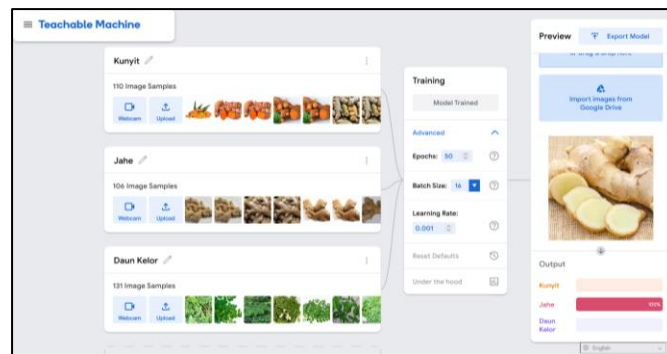 Teachable Machine
Kunyit
110 Image Samples
Webcam
Upload
Jahe
106 Image Samples
Webcam
Upload
Daun Kelor
131 Image Samples
Webcam
Upload
Training
Model Trained
Advanced
Epochs: 50
Batch Size: 16
Learning Rate:
0.001
Reset Defaults
Under the hood
Preview
Export Model
Import images from
Google Drive
Output
Kunyit
Jahe
100%
Daun
Kelor
English